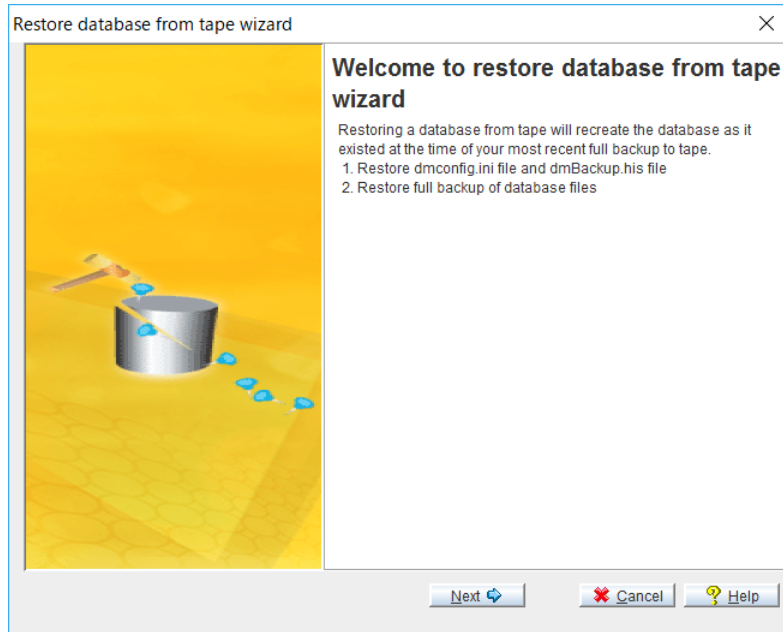 Restore database from tape wizard
Welcome to restore database from tape
wizard
Restoring a database from tape will recreate the database as it
existed at the time of your most recent full backup to tape.
1. Restore dmconfig.ini file and dmBackup.his file
2. Restore full backup of database files
Next Cancel Help